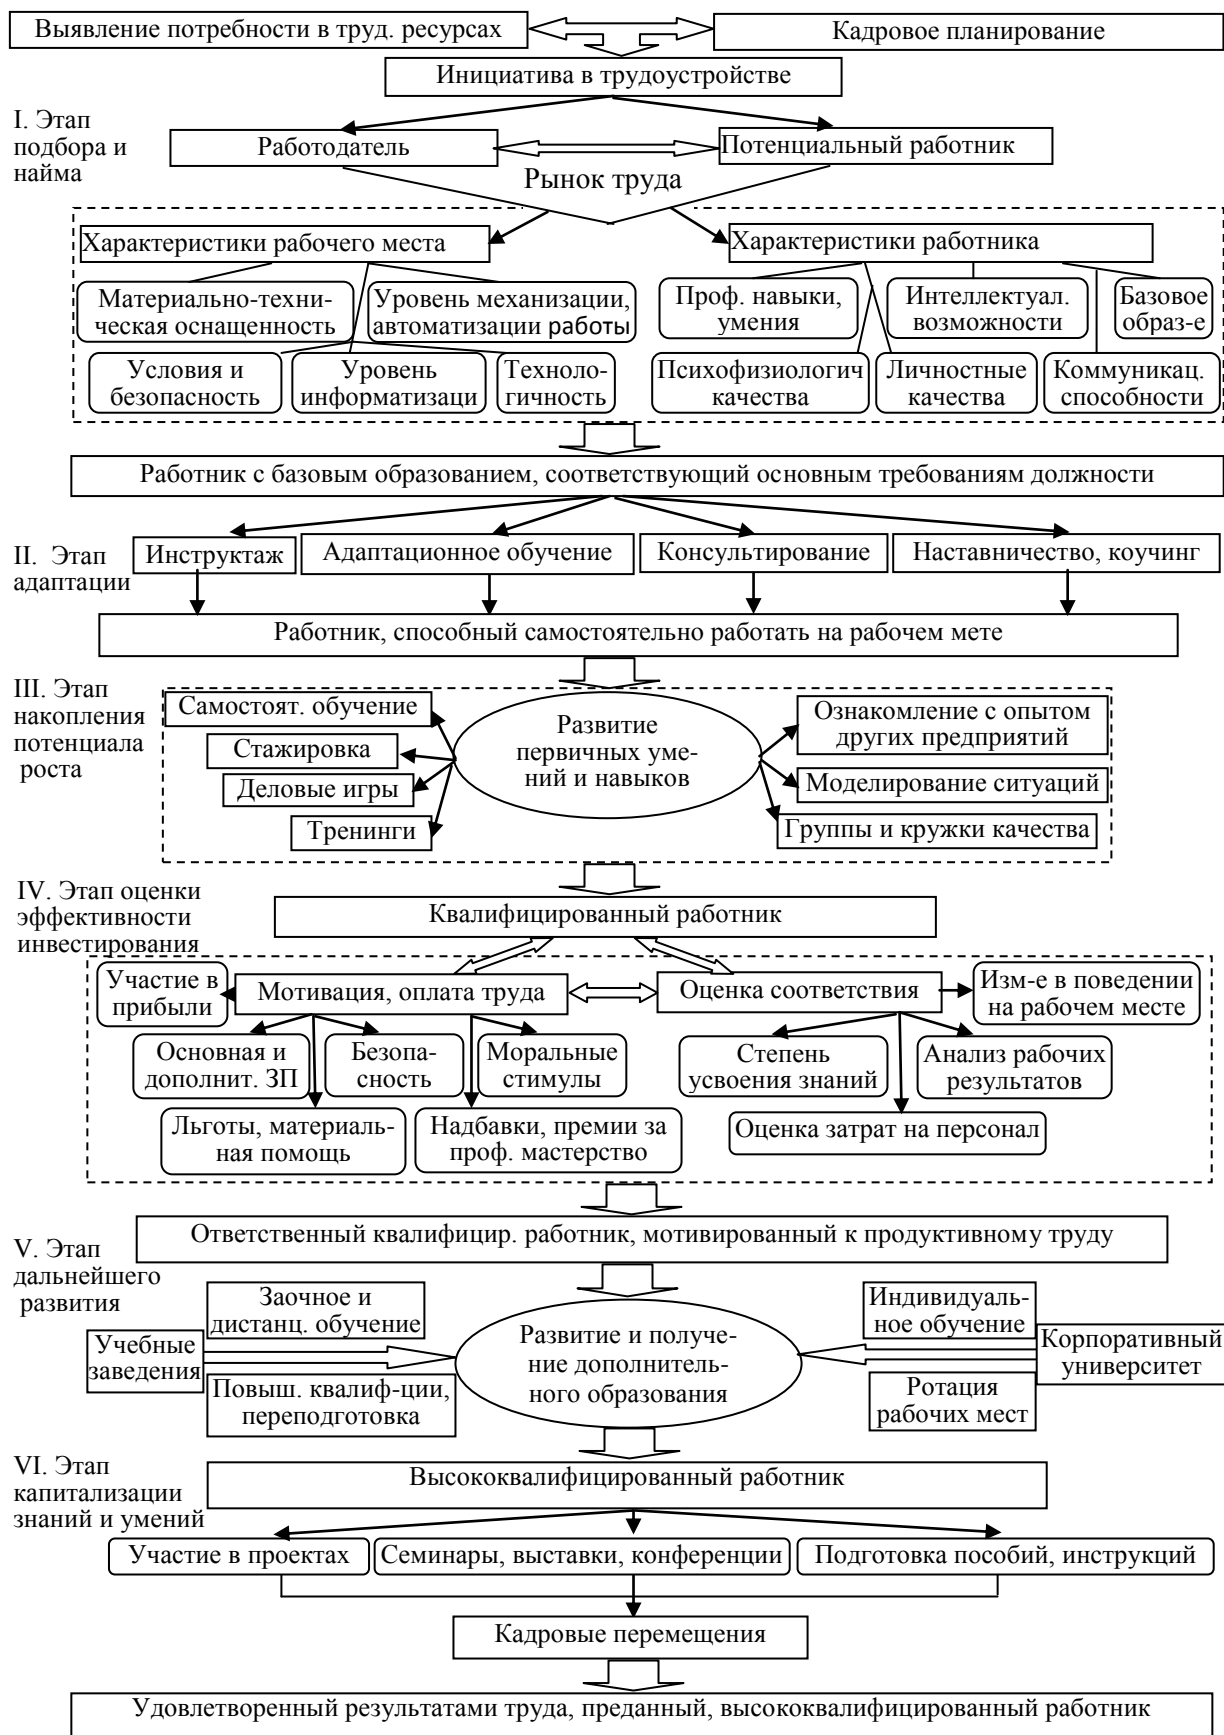 Выявление потребности в труд. ресурсах
Кадровое планирование
Инициатива в трудоустройстве
I. Этап
подбора и
найма
Работодатель
Потенциальный работник
Рынок труда
Характеристики рабочего места
Характеристики работника
Материально-техни-
ческая оснащенность
Уровень механизации,
автоматизации работы
Проф. навыки,
умения
Интеллектуал.
возможности
Базовое
образ-е
Условия и
безопасность
Уровень
информатизаци
Техноло-
гичность
Психофизиологич
качества
Личностные
качества
Коммуникац.
способности
Работник с базовым образованием, соответствующий основным требованиям должности
II. Этап
адаптации
Инструктаж
Адаптационное обучение
Консультирование
Наставничество, коучинг
Работник, способный самостоятельно работать на рабочем мете
III. Этап
накопления
потенциала
роста
Самостоят. обучение
Стажировка
Деловые игры
Тренинги
Развитие
первичных уме-
ний и навыков
Ознакомление с опытом
других предприятий
Моделирование ситуаций
Группы и кружки качества
IV. Этап оценки
эффективности
инвестирования
Квалифицированный работник
Участие в
прибыли
Мотивация, оплата труда
Оценка соответствия
Изм-е в поведении
на рабочем месте
Основная и
дополнит. ЗП
Безопа-
сность
Моральные
стимулы
Степень
усвоения знаний
Анализ рабочих
результатов
Льготы, материаль-
ная помощь
Надбавки, премии за
проф. мастерство
Оценка затрат на персонал
Ответственный квалифицир. работник, мотивированный к продуктивному труду
V. Этап
дальнейшего
развития
Заочное и
дистанц. обучение
Учебные
заведения
Повыш. квалиф-ции,
переподготовка
Развитие и получе-
ние дополнитель-
ного образования
Индивидуаль-
ное обучение
Корпоративный
университет
Ротация
рабочих мест
VI. Этап
капитализации
знаний и умений
Высококвалифицированный работник
Участие в проектах
Семинары, выставки, конференции
Подготовка пособий, инструкций
Кадровые перемещения
Удовлетворенный результатами труда, преданный, высококвалифицированный работник